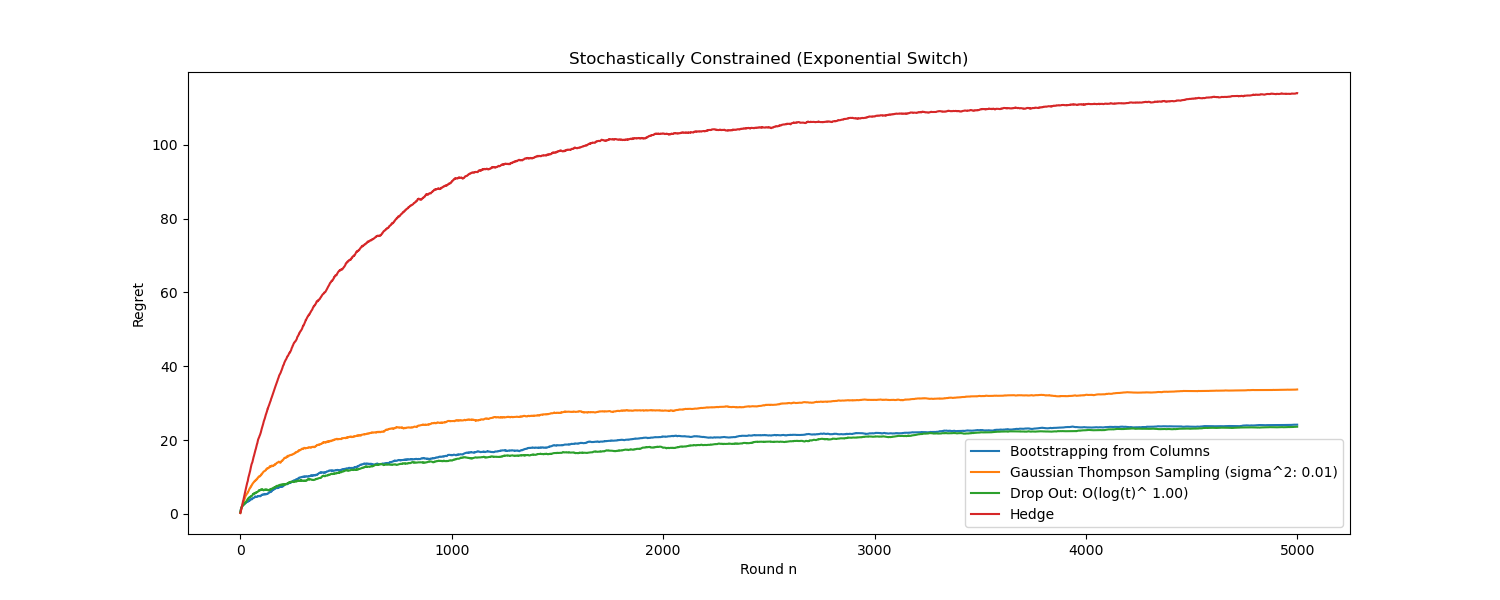 Stochastically Constrained (Exponential Switch)
Regret
100
80
60
40
20
0
Bootstrapping from Columns
Gaussian Thompson Sampling (sigma^2: 0.01)
Drop Out: O(log(t)^ 1.00)
Hedge
0 1000 2000 3000 4000 5000
Round n